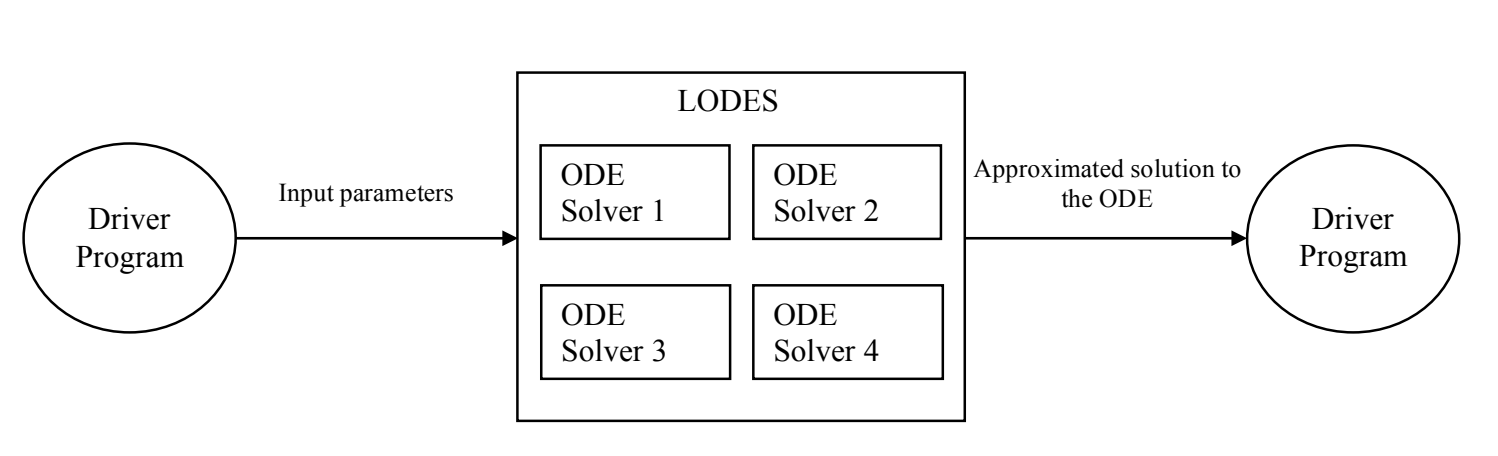 Driver
Program
Input parameters
LODES
ODE
Solver 1
ODE
Solver 2
ODE
Solver 3
ODE
Solver 4
Approximated solution to
the ODE
Driver
Program